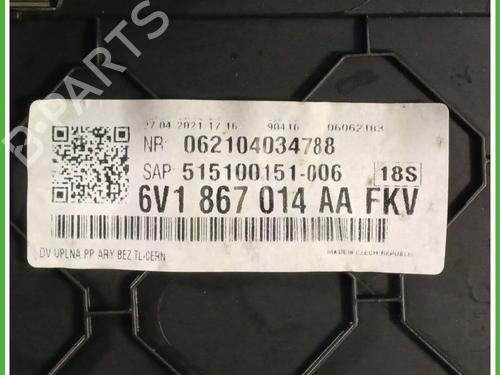 B-PARTS
27 04 2021 17 16 90416 06062183
NR: 062104034788
SAP: 515100151-006 18S
6V1 867 014 AA FKV
DV UPLNA PP ARY BEZ TL-CERN
MADE IN CZECH REPUBLIC